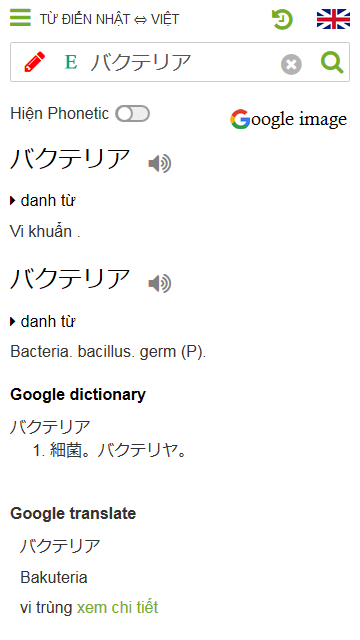 TỪ ĐIỂN NHẬT ⇔ VIỆT
E バクテリア
Hiện Phonetic
Google image
バクテリア
danh từ
Vi khuẩn .
バクテリア
danh từ
Bacteria. bacillus. germ (P).
Google dictionary
バクテリア
1. 細菌。バクテリヤ。
Google translate
バクテリア
Bakuteria
vi trùng xem chi tiết